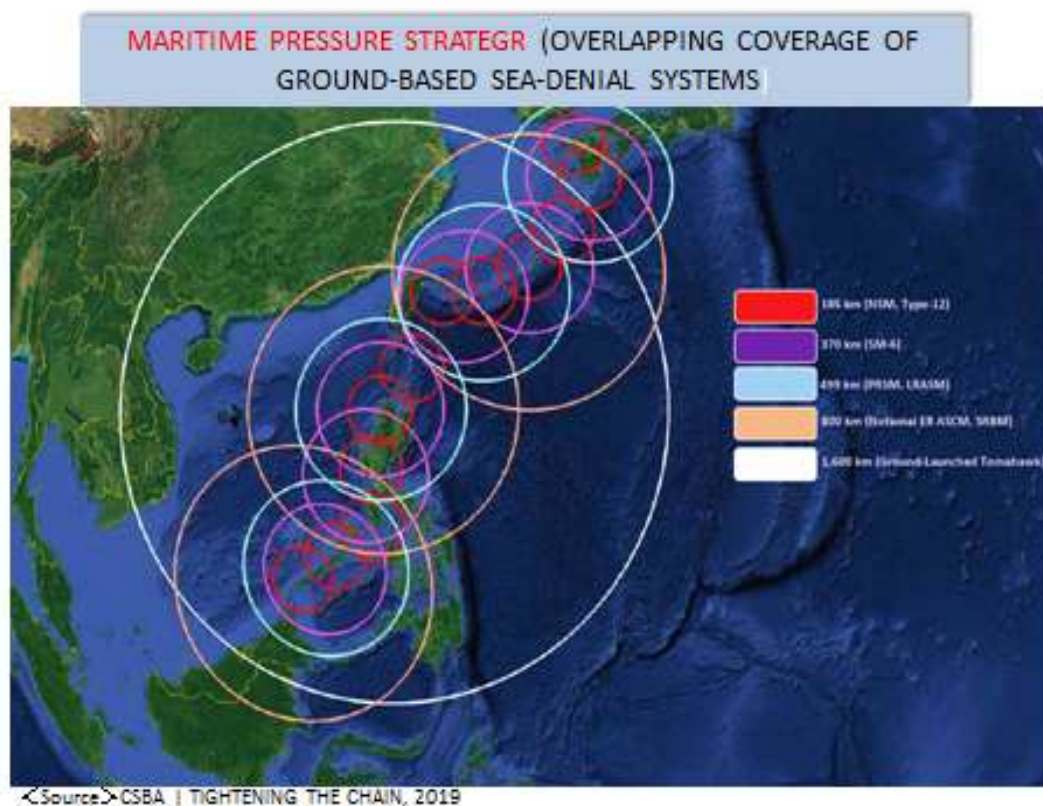 MARITIME PRESSURE STRATEGR (OVERLAPPING COVERAGE OF
GROUND-BASED SEA-DENIAL SYSTEMS)
185 km (NSM, Type-12)
370 km (SM-6)
499 km (PRSM, LRASM)
800 km (Notional ER ASCM, SRBM)
1,600 km (Ground-Launched Tomahawk)
<Source> CSBA | TIGHTENING THE CHAIN, 2019